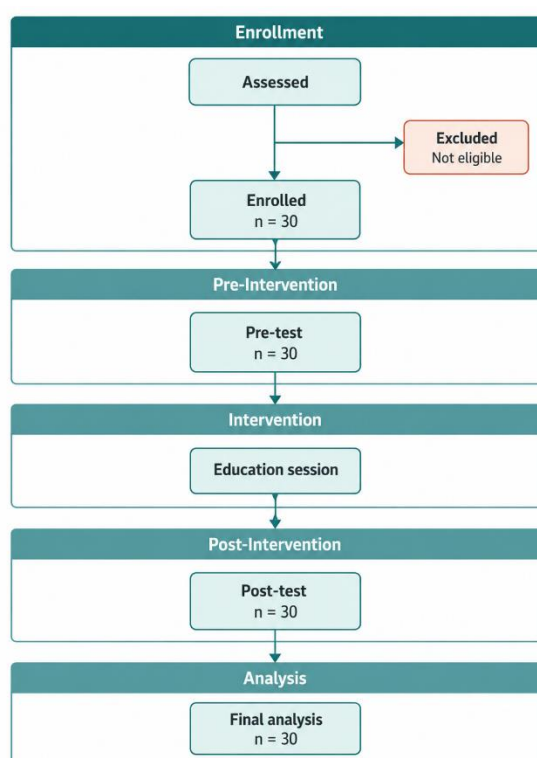 Enrollment
Assessed
Excluded
Not eligible
Enrolled
n = 30
Pre-Intervention
Pre-test
n = 30
Intervention
Education session
Post-Intervention
Post-test
n = 30
Analysis
Final analysis
n = 30